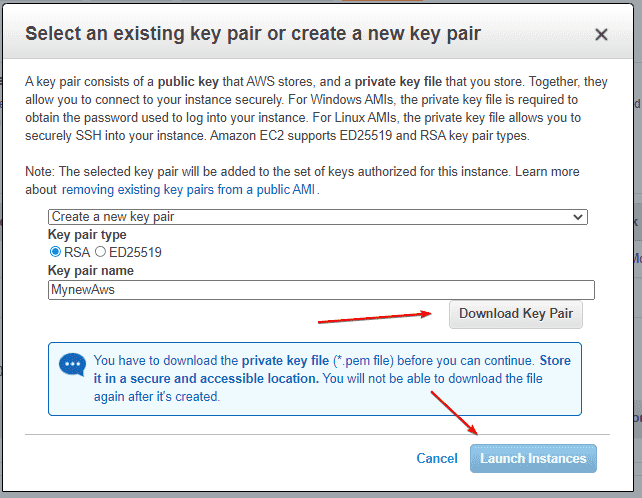 Select an existing key pair or create a new key pair
A key pair consists of a public key that AWS stores, and a private key file that you store. Together, they
allow you to connect to your instance securely. For Windows AMIs, the private key file is required to
obtain the password used to log into your instance. For Linux AMIs, the private key file allows you to
securely SSH into your instance. Amazon EC2 supports ED25519 and RSA key pair types.
Note: The selected key pair will be added to the set of keys authorized for this instance. Learn more
about removing existing key pairs from a public AMI.
Create a new key pair
Key pair type
RSA ED25519
Key pair name
MynewAws
Download Key Pair
You have to download the private key file (*.pem file) before you can continue. Store
it in a secure and accessible location. You will not be able to download the file
again after it's created.
Cancel Launch Instances